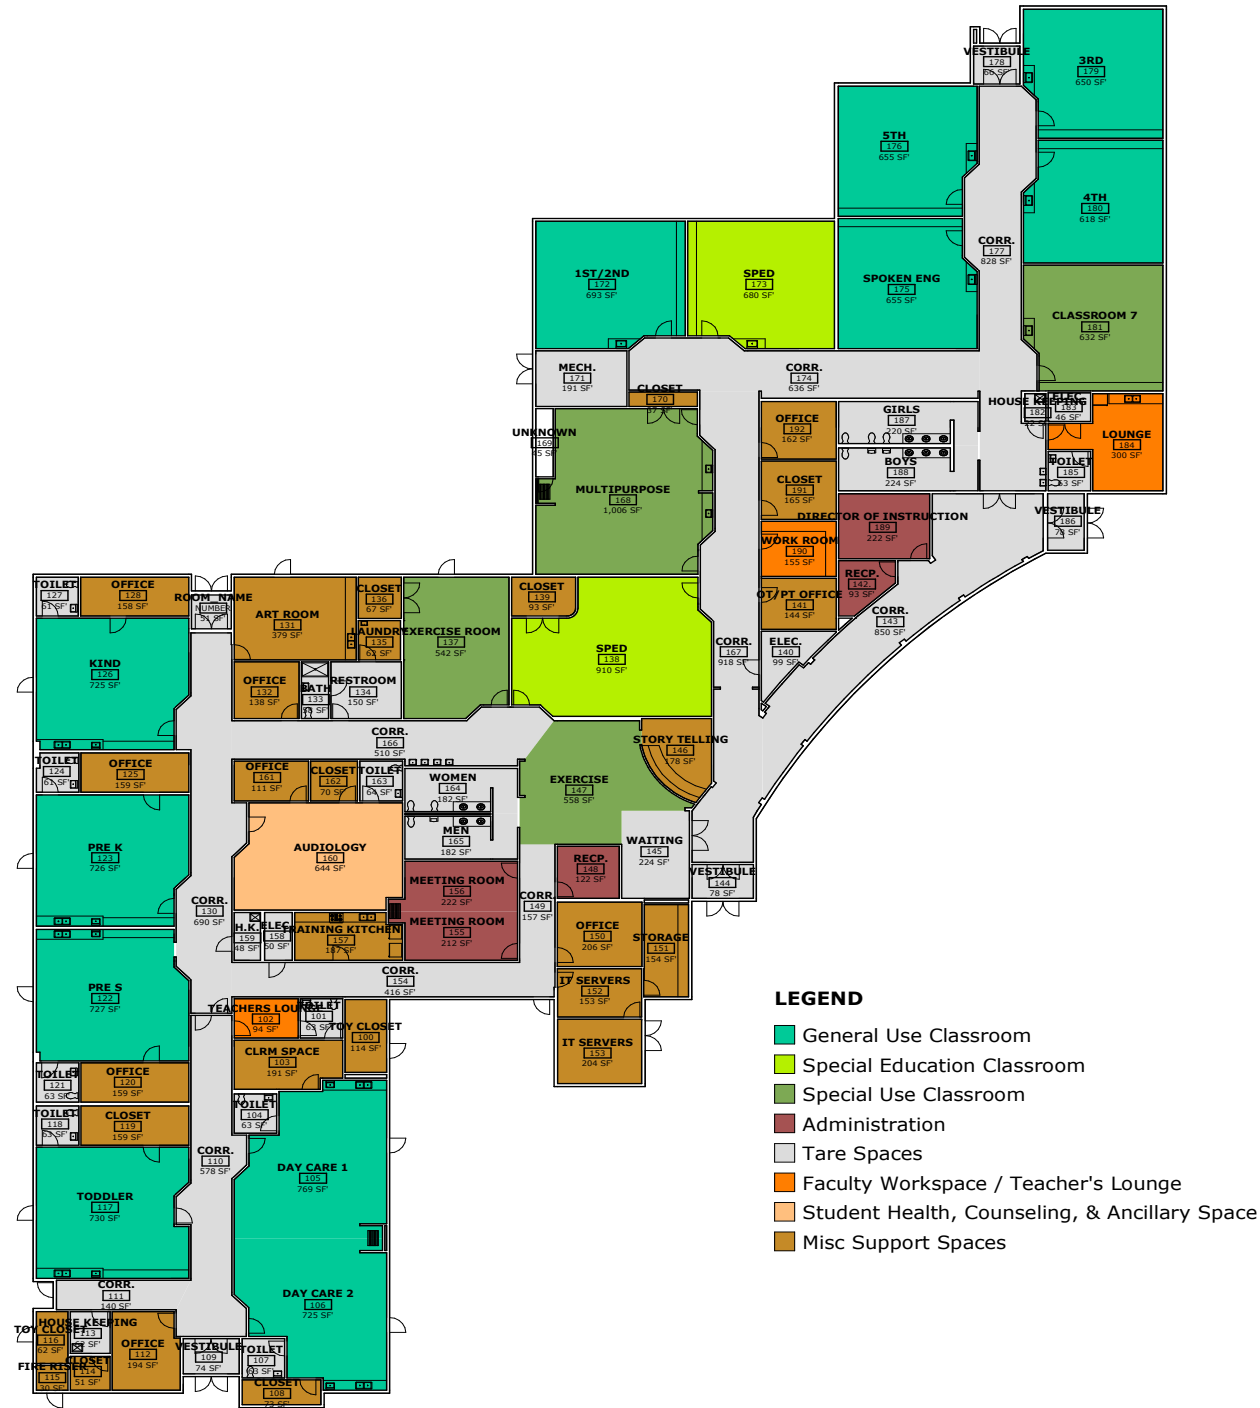 VESTIBULE
178
66 SF'
3RD
179
650 SF'
5TH
176
655 SF'
4TH
180
618 SF'
CORR.
177
828 SF'
1ST/2ND
172
693 SF'
SPED
173
680 SF'
SPOKEN ENG
175
655 SF'
CLASSROOM 7
181
632 SF'
MECH.
171
191 SF'
CORR.
174
636 SF'
CLOSET
170
37 SF'
HOUSE KEEPING
182
22 SF'
ELEC.
183
46 SF'
OFFICE
192
162 SF'
GIRLS
187
220 SF'
LOUNGE
184
300 SF'
UNKNOWN
169
45 SF'
BOYS
188
224 SF'
TOILET
185
53 SF'
MULTIPURPOSE
168
1,006 SF'
CLOSET
191
165 SF'
DIRECTOR OF INSTRUCTION
189
222 SF'
VESTIBULE
186
78 SF'
WORK ROOM
190
155 SF'
RECP.
142
93 SF'
OT/PT OFFICE
141
144 SF'
CORR.
143
850 SF'
TOILET
127
61 SF'
OFFICE
128
158 SF'
ROOM_NAME
NUMBER
51 SF'
ART ROOM
131
379 SF'
CLOSET
136
67 SF'
CLOSET
139
93 SF'
LAUNDRY
135
62 SF'
EXERCISE ROOM
137
542 SF'
SPED
138
910 SF'
CORR.
167
918 SF'
ELEC.
140
99 SF'
KIND
126
725 SF'
OFFICE
132
138 SF'
BATH
133
58 SF'
RESTROOM
134
150 SF'
CORR.
166
510 SF'
STORY TELLING
146
178 SF'
TOILET
124
61 SF'
OFFICE
125
159 SF'
OFFICE
161
111 SF'
CLOSET
162
70 SF'
TOILET
163
64 SF'
WOMEN
164
182 SF'
EXERCISE
147
558 SF'
PRE K
123
726 SF'
AUDIOLOGY
160
644 SF'
MEN
165
182 SF'
WAITING
145
224 SF'
RECP.
148
122 SF'
VESTIBULE
144
78 SF'
MEETING ROOM
156
222 SF'
CORR.
130
690 SF'
CORR.
149
157 SF'
H.K.
159
48 SF'
ELEC.
158
50 SF'
TRAINING KITCHEN
157
187 SF'
MEETING ROOM
155
212 SF'
OFFICE
150
206 SF'
STORAGE
151
154 SF'
CORR.
154
416 SF'
IT SERVERS
152
153 SF'
PRE S
122
727 SF'
TEACHERS LOUNGE
102
94 SF'
TOILET
101
63 SF'
TOY CLOSET
100
114 SF'
IT SERVERS
153
204 SF'
CLRM SPACE
103
191 SF'
TOILET
121
63 SF'
OFFICE
120
159 SF'
TOILET
104
63 SF'
TOILET
118
63 SF'
CLOSET
119
159 SF'
CORR.
110
578 SF'
DAY CARE 1
105
769 SF'
TODDLER
117
730 SF'
CORR.
111
140 SF'
DAY CARE 2
106
725 SF'
TOY CLOSET
116
62 SF'
HOUSE KEEPING
113
OFFICE
112
194 SF'
VESTIBULE
109
74 SF'
TOILET
107
63 SF'
FIRE RISER
115
30 SF'
CLOSET
114
51 SF'
CLOSET
108
73 SF'
LEGEND
General Use Classroom
Special Education Classroom
Special Use Classroom
Administration
Tare Spaces
Faculty Workspace / Teacher's Lounge
Student Health, Counseling, & Ancillary Space
Misc Support Spaces